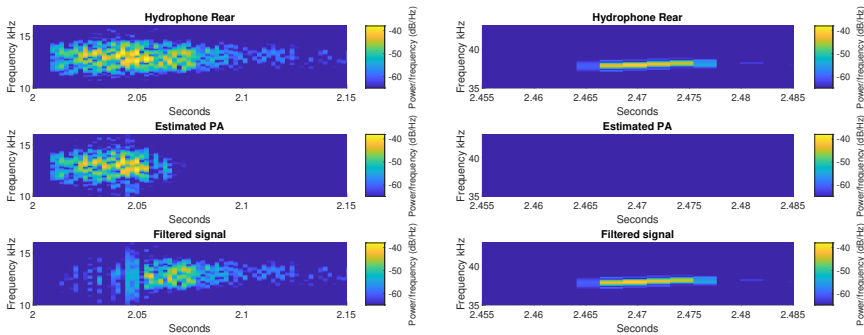 Hydrophone Rear
Frequency kHz
15
10
2
2.05
2.1
2.15
Seconds
-40
-50
-60
Power/frequency (dB/Hz)
Estimated PA
Frequency kHz
15
10
2
2.05
2.1
2.15
Seconds
-40
-50
-60
Power/frequency (dB/Hz)
Filtered signal
Frequency kHz
15
10
2
2.05
2.1
2.15
Seconds
-40
-50
-60
Power/frequency (dB/Hz)
Hydrophone Rear
Frequency kHz
40
35
2.455
2.46
2.465
2.47
2.475
2.48
2.485
Seconds
-40
-50
-60
Power/frequency (dB/Hz)
Estimated PA
Frequency kHz
40
35
2.455
2.46
2.465
2.47
2.475
2.48
2.485
Seconds
-40
-50
-60
Power/frequency (dB/Hz)
Filtered signal
Frequency kHz
40
35
2.455
2.46
2.465
2.47
2.475
2.48
2.485
Seconds
-40
-50
-60
Power/frequency (dB/Hz)